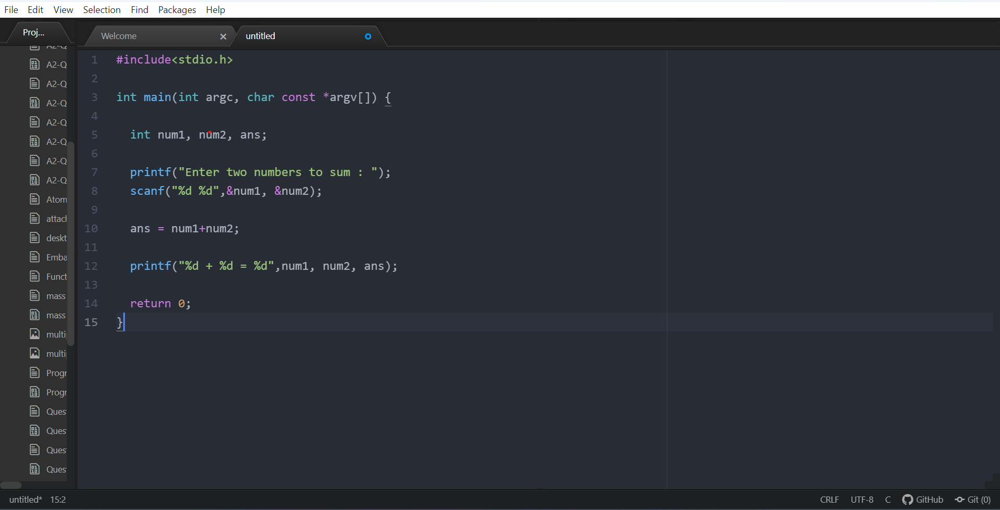 File Edit View Selection Find Packages Help
Proj...
Welcome
untitled
A2-Q
A2-Q
A2-Q
A2-Q
A2-Q
A2-Q
A2-Q
A2-Q
Atom
attach
deskt
Emba
Funct
mass
mass
multi
multi
Progr
Progr
Ques
Ques
Ques
Ques
1 #include<stdio.h>
2
3 int main(int argc, char const *argv[]) {
4
5 int num1, num2, ans;
6
7 printf("Enter two numbers to sum : ");
8 scanf("%d %d",&num1, &num2);
9
10 ans = num1+num2;
11
12 printf("%d + %d = %d",num1, num2, ans);
13
14 return 0;
15 }
untitled* 15:2 CRLF UTF-8 C GitHub Git (0)